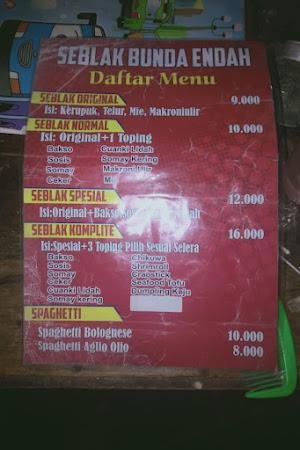 SEBLAK BUNDA ENDAH
Daftar Menu
SEBLAK ORIGINAL 9.000
Isi: Kerupuk, Telur, Mie, Makroniulir
SEBLAK NORMAL 10.000
Isi: Original+1 Toping
Bakso Cuanki Lidah
Sosis Somay Kering
Somay Makroni Ulir
Ceker
SEBLAK SPESIAL 12.000
Isi:Original+Bakso
SEBLAK KOMPLITE 16.000
Isi:Spesial+3 Toping Pilih Sesuai Selera
Bakso Chikuwa
Sosis Shrimroll
Somay Crabstick
Ceker Seafood Tofu
Cuanki Lidah Dumpling Keju
Somay kering
SPAGHETTI
Spaghetti Bolognese 10.000
Spaghetti Aglio Olio 8.000